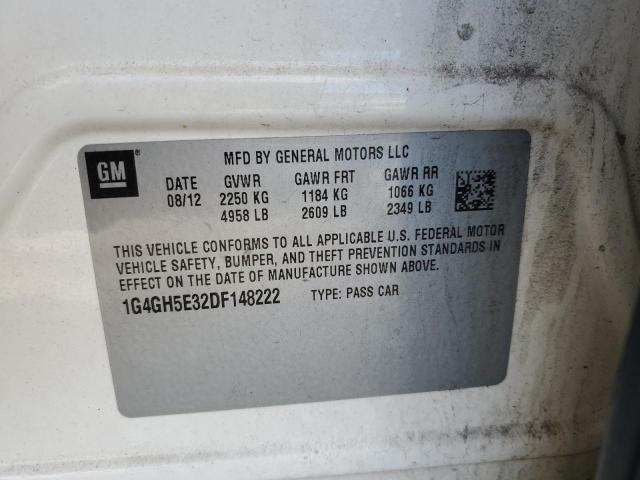 GM®
MFD BY GENERAL MOTORS LLC
DATE GVWR GAWR FRT GAWR RR
08/12 2250 KG 1184 KG 1066 KG
4958 LB 2609 LB 2349 LB
THIS VEHICLE CONFORMS TO ALL APPLICABLE U.S. FEDERAL MOTOR
VEHICLE SAFETY, BUMPER, AND THEFT PREVENTION STANDARDS IN
EFFECT ON THE DATE OF MANUFACTURE SHOWN ABOVE.
1G4GH5E32DF148222 TYPE: PASS CAR